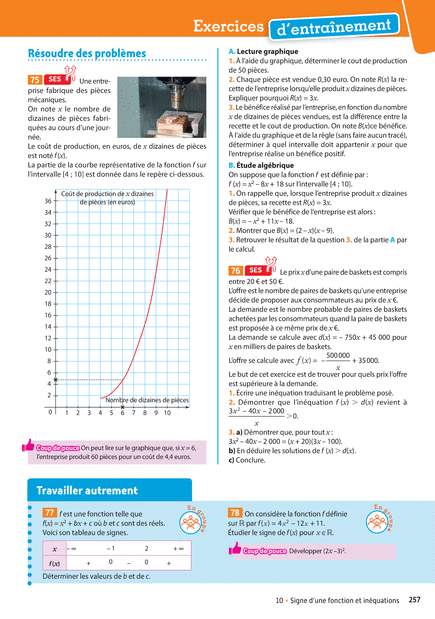 Exercices d'entraînement
Résoudre des problèmes
75 SES Une entre-
prise fabrique des pièces
mécaniques.
On note x le nombre de
dizaines de pièces fabri-
quées au cours d'une jour-
née.
Le coût de production, en euros, de x dizaines de pièces
est noté f(x).
La partie de la courbe représentative de la fonction f sur
l'intervalle [4 ; 10] est donnée dans le repère ci-dessous.
Coût de production de x dizaines
de pièces (en euros)
36
34
32
30
28
26
24
22
20
18
16
14
12
10
8
6
4
2
Nombre de dizaines de pièces
0 1 2 3 4 5 6 7 8 9 10
Coup de pouce On peut lire sur le graphique que, si x = 6,
l'entreprise produit 60 pièces pour un coût de 4,4 euros.
A. Lecture graphique
1. À l'aide du graphique, déterminer le cout de production
de 50 pièces.
2. Chaque pièce est vendue 0,30 euro. On note R(x) la re-
cette de l'entreprise lorsqu'elle produit x dizaines de pièces.
Expliquer pourquoi R(x) = 3x.
3. Le bénéfice réalisé par l'entreprise, en fonction du nombre
x de dizaines de pièces vendues, est la différence entre la
recette et le cout de production. On note B(x) ce bénéfice.
À l'aide du graphique et de la règle (sans faire aucun tracé),
déterminer à quel intervalle doit appartenir x pour que
l'entreprise réalise un bénéfice positif.
B. Étude algébrique
On suppose que la fonction f est définie par :
f (x) = x² – 8x + 18 sur l'intervalle [4 ; 10].
1. On rappelle que, lorsque l'entreprise produit x dizaines
de pièces, sa recette est R(x) = 3x.
Vérifier que le bénéfice de l'entreprise est alors :
B(x) = – x² + 11x – 18.
2. Montrer que B(x) = (2 – x)(x – 9).
3. Retrouver le résultat de la question 3. de la partie A par
le calcul.
76 SES Le prix x d'une paire de baskets est compris
entre 20 € et 50 €.
L'offre est le nombre de paires de baskets qu'une entreprise
décide de proposer aux consommateurs au prix de x €.
La demande est le nombre probable de paires de baskets
achetées par les consommateurs quand la paire de baskets
est proposée à ce même prix de x €.
La demande se calcule avec d(x) = – 750x + 45 000 pour
x en milliers de paires de baskets.
L'offre se calcule avec f(x) = – 500000/x + 35000.
Le but de cet exercice est de trouver pour quels prix l'offre
est supérieure à la demande.
1. Écrire une inéquation traduisant le problème posé.
2. Démontrer que l'inéquation f (x) > d(x) revient à
3x² – 40x – 2000/x > 0.
3. a) Démontrer que, pour tout x :
3x² – 40x – 2 000 = (x + 20)(3x – 100).
b) En déduire les solutions de f (x) > d(x).
c) Conclure.
Travailler autrement
77 f est une fonction telle que
f(x) = x² + bx + c où b et c sont des réels.
Voici son tableau de signes.
En groupe
x – ∞ – 1 2 + ∞
f(x) + 0 – 0 +
Déterminer les valeurs de b et de c.
78 On considère la fonction f définie
sur ℝ par f(x) = 4x² – 12x + 11.
Étudier le signe de f(x) pour x ∈ ℝ.
En groupe
Coup de pouce Développer (2x –3)².
10 • Signe d'une fonction et inéquations 257